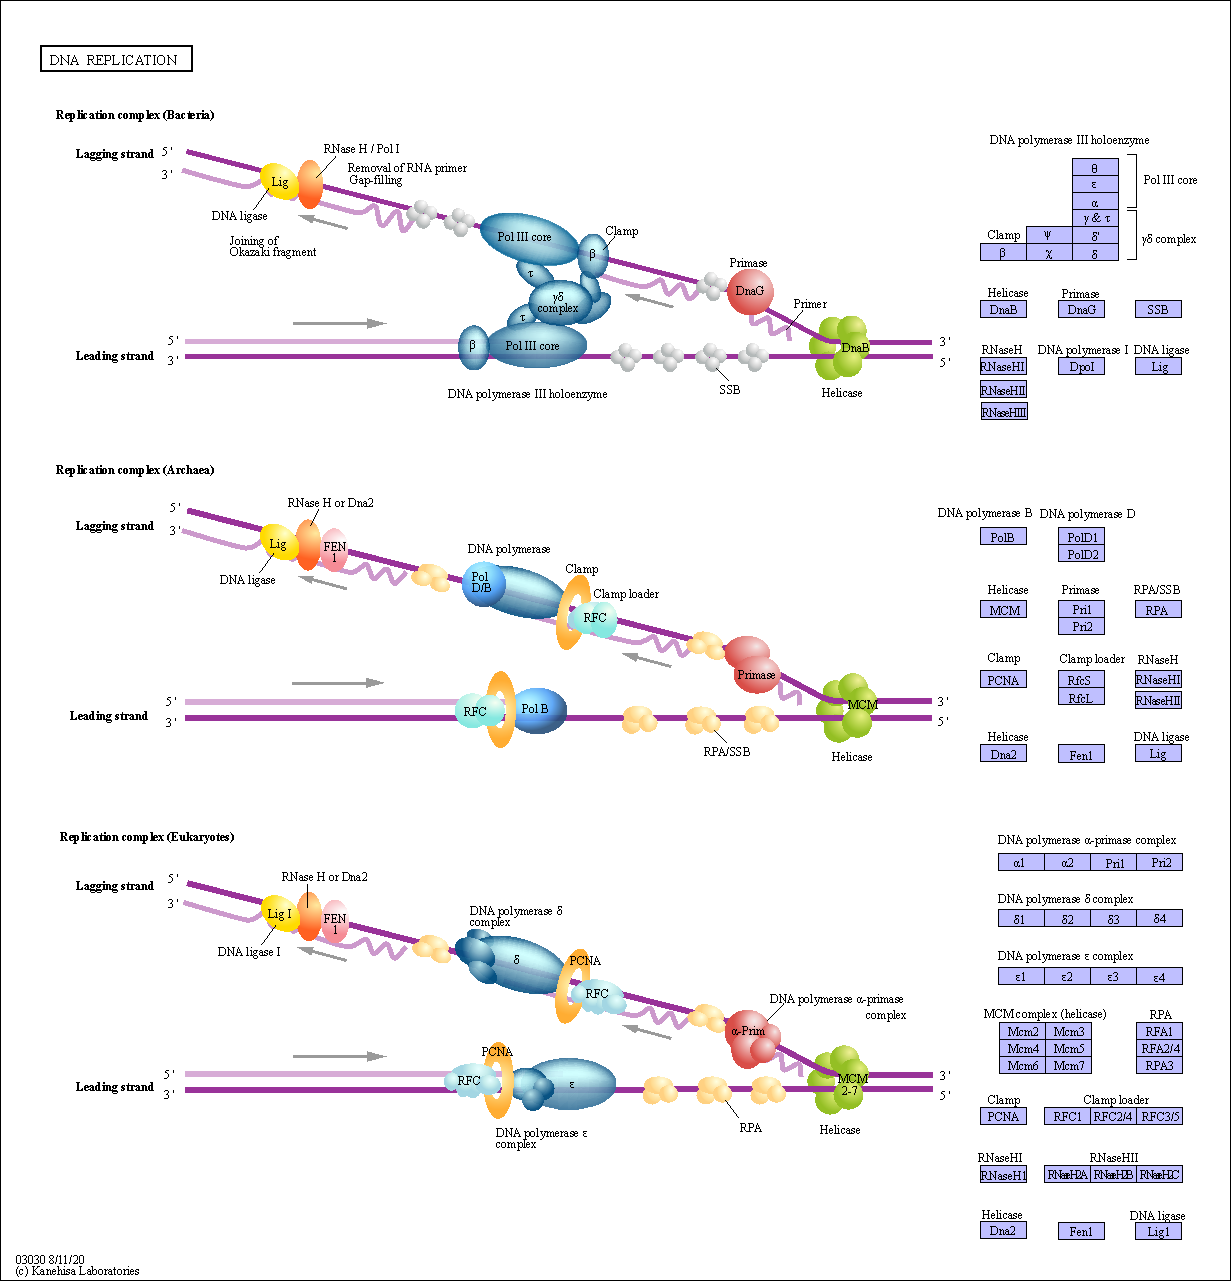 DNA REPLICATION
Replication complex (Bacteria)
Lagging strand
5'
3'
Lig
RNase H / Pol I
Removal of RNA primer
Gap-filling
DNA ligase
Joining of
Okazaki fragment
Pol III core
Clamp
β
τ
γδ
complex
τ
Primase
DnaG
Primer
Leading strand
5'
3'
β
Pol III core
DNA polymerase III holoenzyme
SSB
DnaB
Helicase
3'
5'
DNA polymerase III holoenzyme
θ
ε
α
Pol III core
γ & τ
Clamp
ψ
δ'
γδ complex
β
χ
δ
Helicase
Primase
DnaB
DnaG
SSB
RNaseH
DNA polymerase I
DNA ligase
RNaseHI
DpoI
Lig
RNaseHII
RNaseHIII
Replication complex (Archaea)
Lagging strand
5'
3'
Lig
RNase H or Dna2
FEN
1
DNA ligase
DNA polymerase
Pol
D/B
Clamp
Clamp loader
RFC
Primase
Leading strand
5'
3'
RFC
Pol B
RPA/SSB
MCM
Helicase
3'
5'
DNA polymerase B
DNA polymerase D
PolB
PolD1
PolD2
Helicase
Primase
RPA/SSB
MCM
Pri1
RPA
Pri2
Clamp
Clamp loader
RNaseH
PCNA
RfcS
RNaseHI
RfcL
RNaseHII
Helicase
DNA ligase
Dna2
Fen1
Lig
Replication complex (Eukaryotes)
Lagging strand
5'
3'
Lig I
RNase H or Dna2
FEN
1
DNA ligase I
DNA polymerase δ
complex
δ
PCNA
RFC
DNA polymerase α-primase
complex
α-Prim
Leading strand
5'
3'
RFC
PCNA
ε
DNA polymerase ε
complex
RPA
MCM
2-7
Helicase
3'
5'
DNA polymerase α-primase complex
α1
α2
Pri1
Pri2
DNA polymerase δ complex
δ1
δ2
δ3
δ4
DNA polymerase ε complex
ε1
ε2
ε3
ε4
MCM complex (helicase)
RPA
Mcm2
Mcm3
RFA1
Mcm4
Mcm5
RFA2/4
Mcm6
Mcm7
RPA3
Clamp
Clamp loader
PCNA
RFC1
RFC2/4
RFC3/5
RNaseHI
RNaseHII
RNaseH1
RNaseH2A
RNaseH2B
RNaseH2C
Helicase
DNA ligase
Dna2
Fen1
Lig1
03030 8/11/20
(c) Kanehisa Laboratories